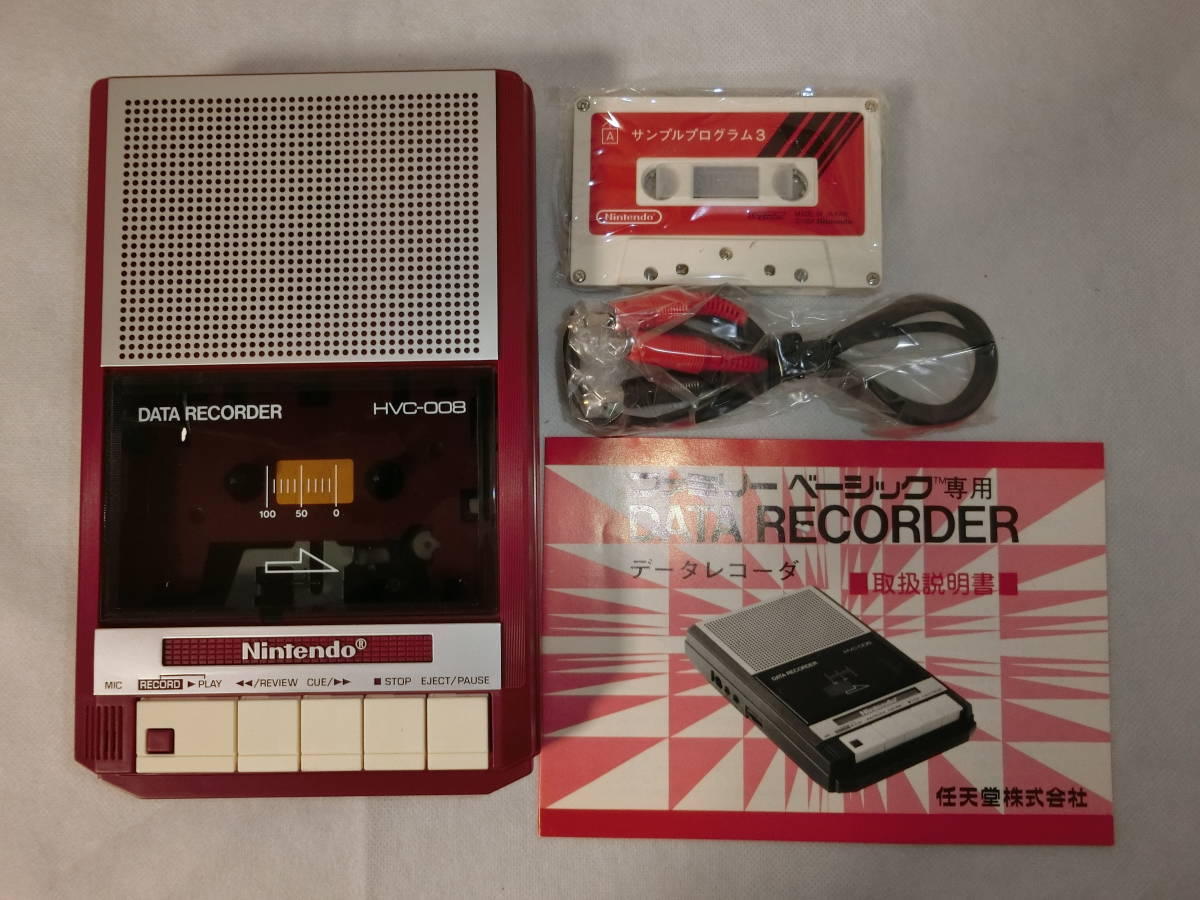 DATA RECORDER HVC-008
100 50 0
Nintendo®
MIC RECORD ▶PLAY ◀◀/REVIEW CUE/▶▶ ■STOP EJECT/PAUSE
A サンプルプログラム3
Nintendo
MADE IN JAPAN
Nintendo
ファミリーベーシック™専用
DATA RECORDER
データレコーダ
■取扱説明書■
DATA RECORDER HVC-008
任天堂株式会社